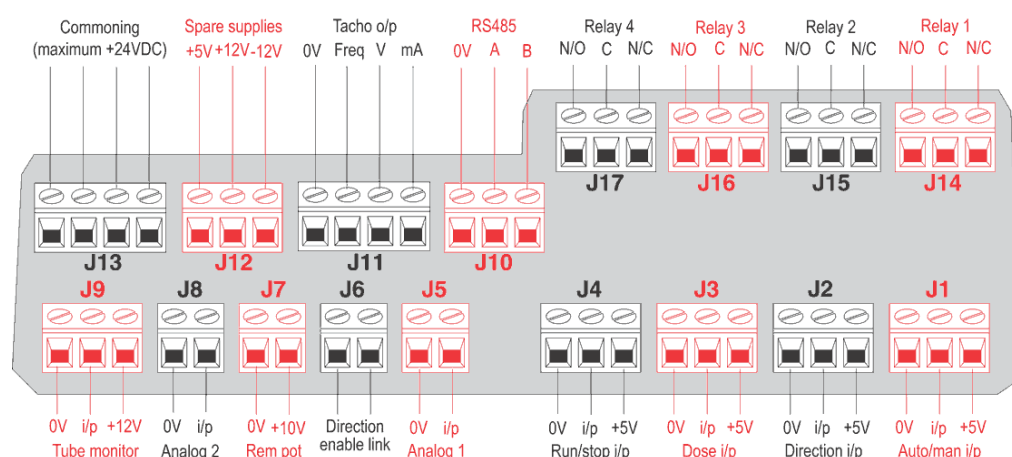 Commoning Spare supplies Tacho o/p RS485 Relay 4 Relay 3 Relay 2 Relay 1
(maximum +24VDC) +5V +12V -12V 0V Freq V mA 0V A B N/O C N/C N/O C N/C N/O C N/C N/O C N/C
J17 J16 J15 J14
J13 J12 J11 J10
J9 J8 J7 J6 J5 J4 J3 J2 J1
0V i/p +12V 0V i/p 0V +10V Direction 0V i/p 0V i/p +5V 0V i/p +5V 0V i/p +5V 0V i/p +5V
Tube monitor Analog 2 Rem pot enable link Analog 1 Run/stop i/p Dose i/p Direction i/p Auto/man i/p